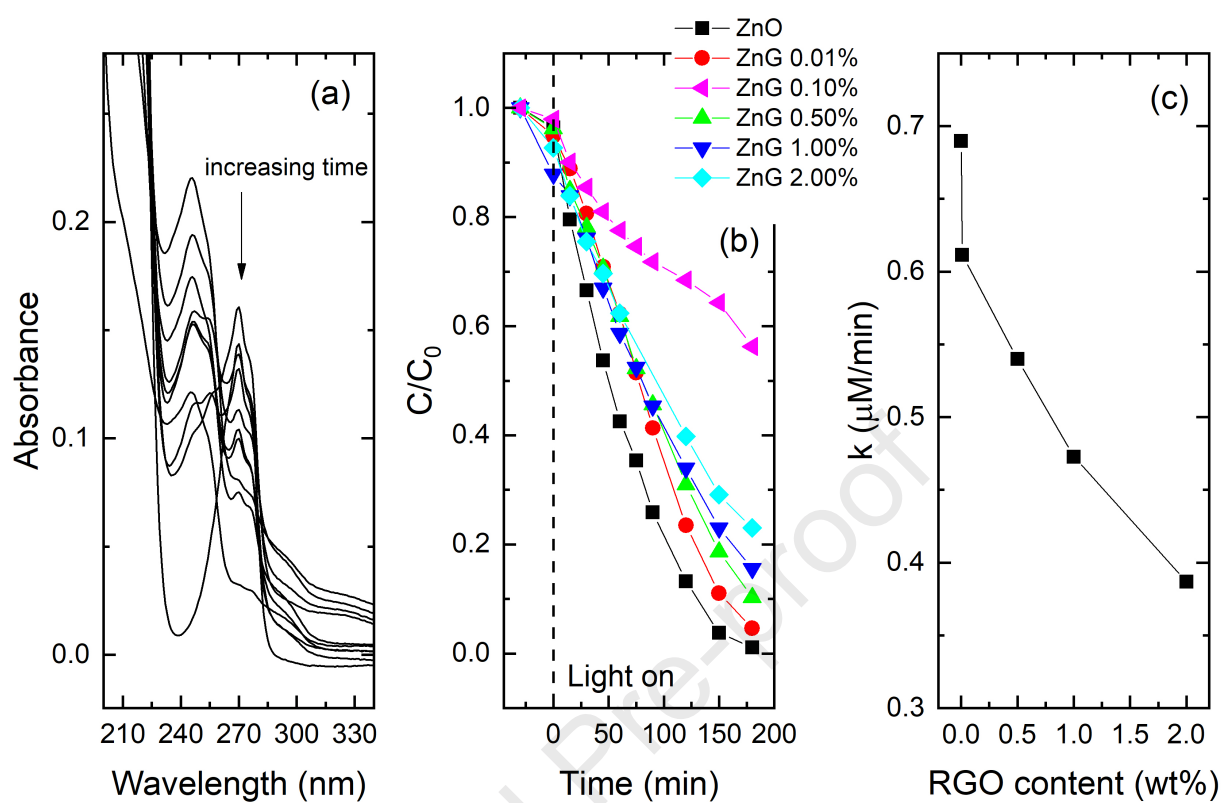 (a)
increasing time
Absorbance
0.2
0.1
0.0
210 240 270 300 330
Wavelength (nm)
ZnO
ZnG 0.01%
ZnG 0.10%
ZnG 0.50%
ZnG 1.00%
ZnG 2.00%
(b)
C/C0
1.0
0.8
0.6
0.4
0.2
0.0
Light on
0 50 100 150 200
Time (min)
(c)
k (μM/min)
0.7
0.6
0.5
0.4
0.3
0.0 0.5 1.0 1.5 2.0
RGO content (wt%)
Pre-proof